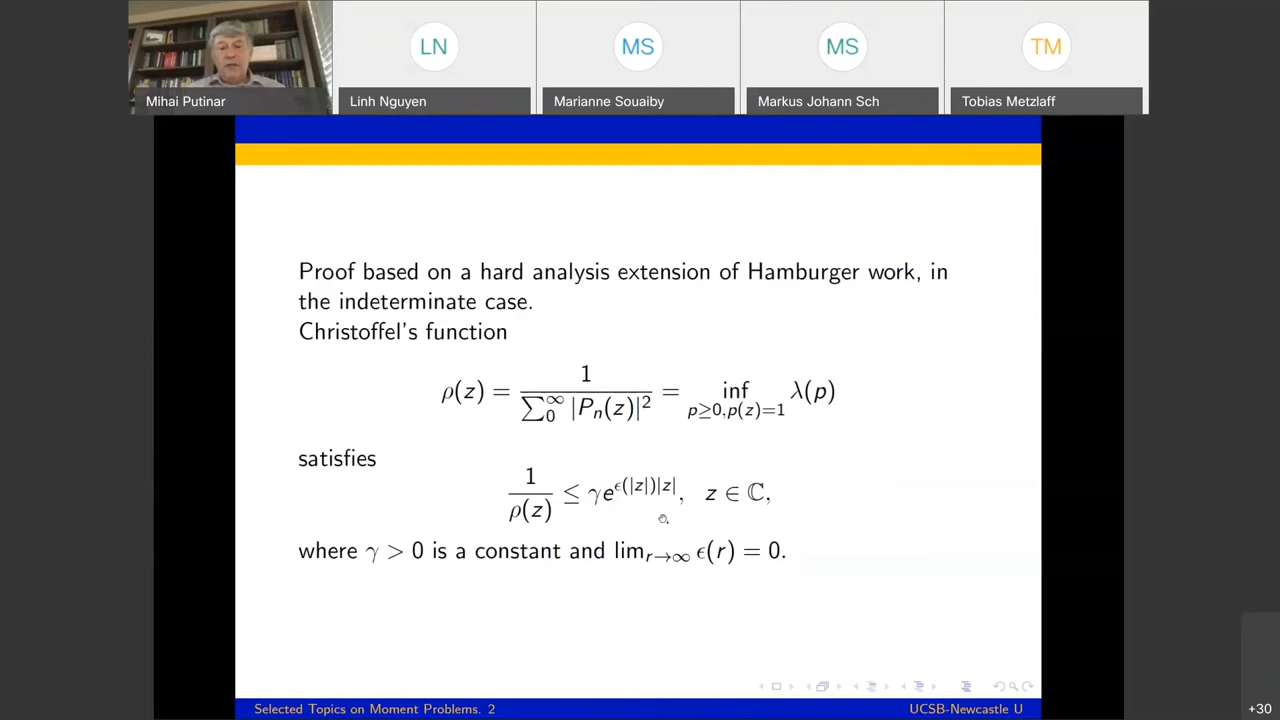 LN
MS
MS
TM
Mihai Putinar
Linh Nguyen
Marianne Souaiby
Markus Johann Sch
Tobias Metzlaff
Proof based on a hard analysis extension of Hamburger work, in
the indeterminate case.
Christoffel's function
ρ(z) = 1 / ∑₀^∞ |Pₙ(z)|² = inf_{p≥0,p(z)=1} λ(p)
satisfies
1 / ρ(z) ≤ γe^{ϵ(|z|)|z|}, z ∈ ℂ,
where γ > 0 is a constant and lim_{r→∞} ϵ(r) = 0.
Selected Topics on Moment Problems. 2
UCSB-Newcastle U
+30